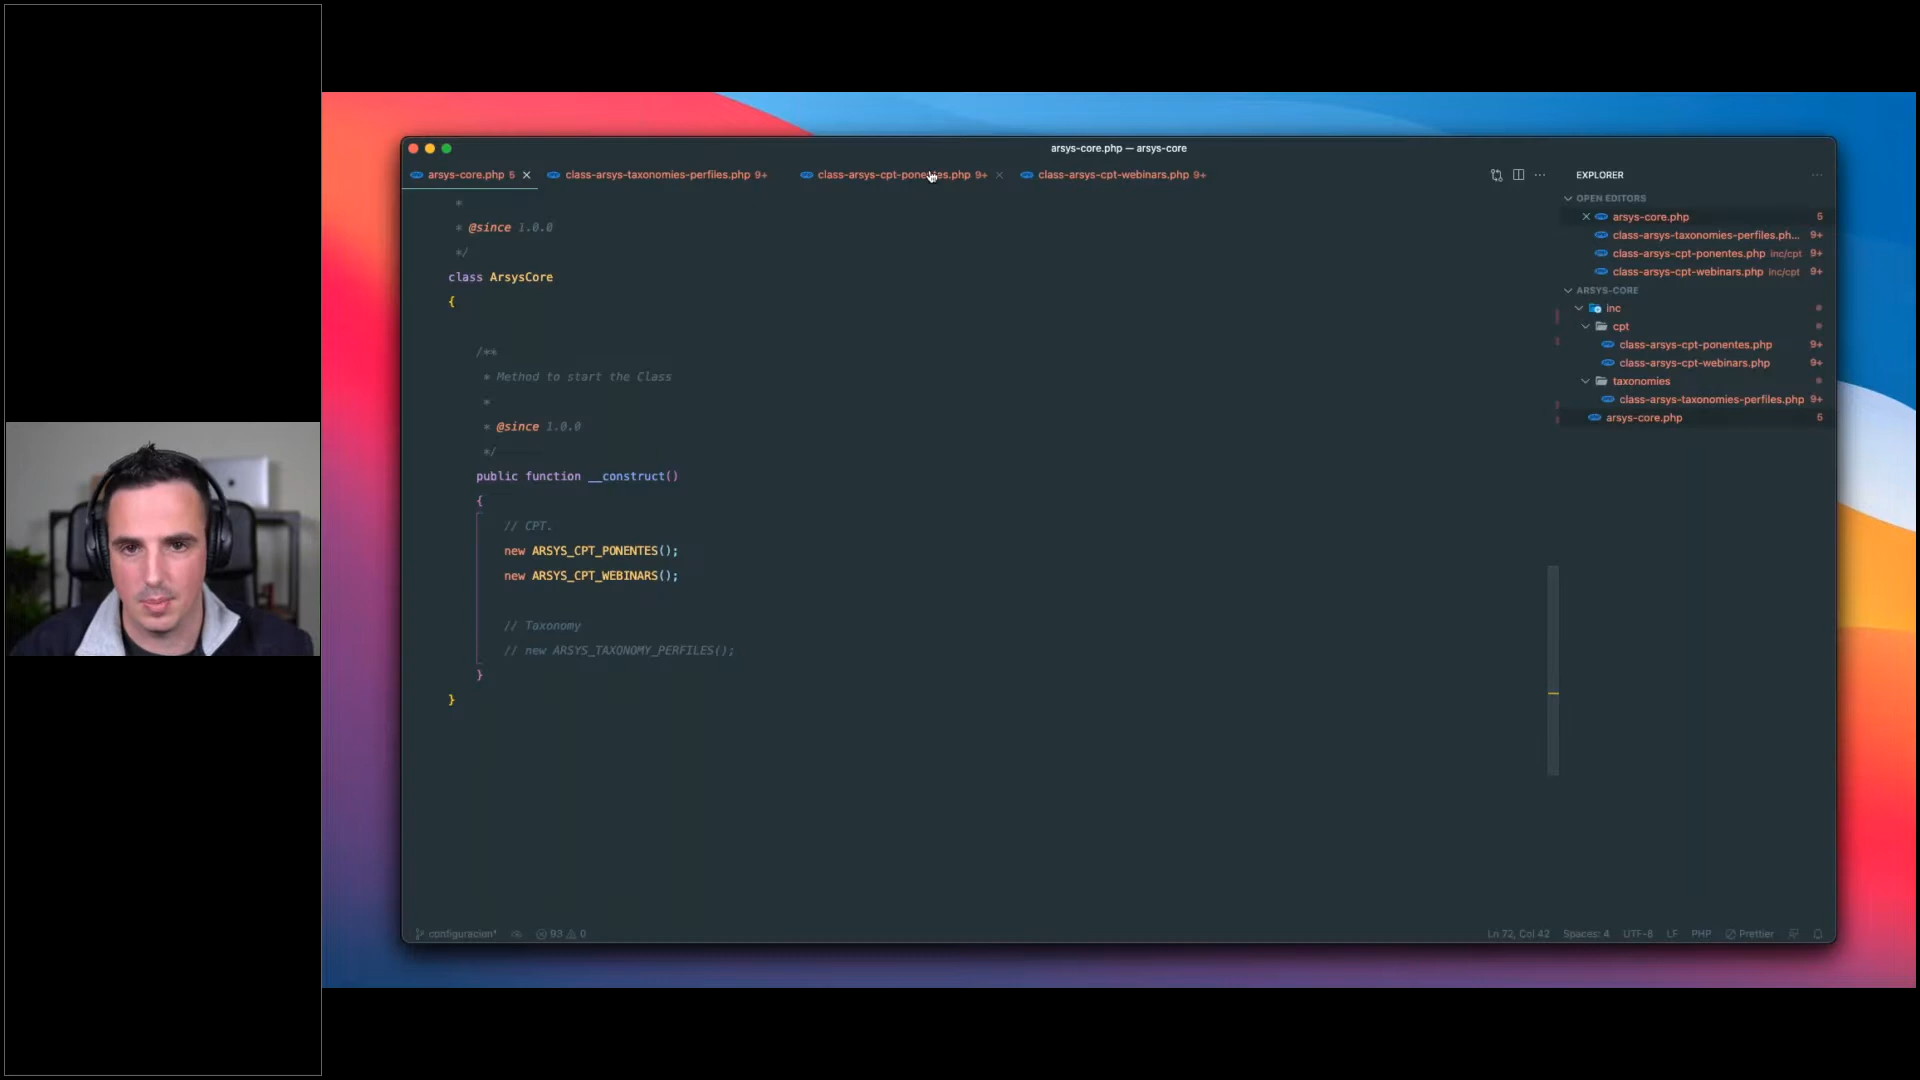 arsys-core.php — arsys-core
arsys-core.php 5
class-arsys-taxonomies-perfiles.php 9+
class-arsys-cpt-ponentes.php 9+
class-arsys-cpt-webinars.php 9+
*
* @since 1.0.0
*/
class ArsysCore
{
/**
* Method to start the Class
*
* @since 1.0.0
*/
public function __construct()
{
// CPT.
new ARSYS_CPT_PONENTES();
new ARSYS_CPT_WEBINARS();
// Taxonomy
// new ARSYS_TAXONOMY_PERFILES();
}
}
EXPLORER
OPEN EDITORS
arsys-core.php 5
class-arsys-taxonomies-perfiles.ph... 9+
class-arsys-cpt-ponentes.php inc/cpt 9+
class-arsys-cpt-webinars.php inc/cpt 9+
ARSYS-CORE
inc
cpt
class-arsys-cpt-ponentes.php 9+
class-arsys-cpt-webinars.php 9+
taxonomies
class-arsys-taxonomies-perfiles.php 9+
arsys-core.php 5
configuracion* 93 0
Ln 72, Col 42 Spaces: 4 UTF-8 LF PHP Prettier